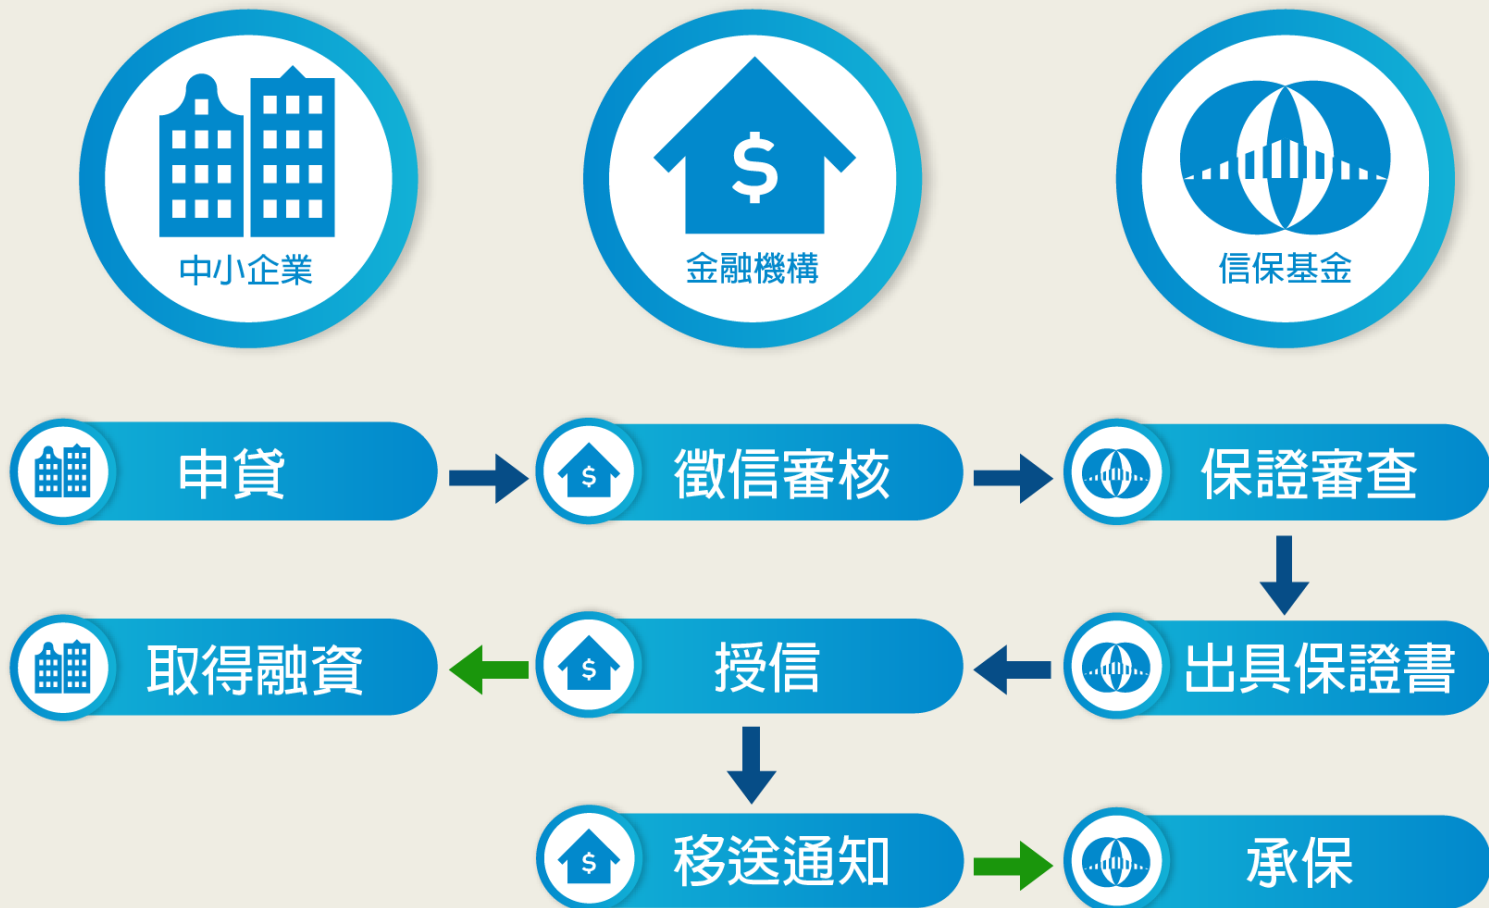 中小企業
金融機構
信保基金
申貸
徵信審核
保證審查
取得融資
授信
出具保證書
移送通知
承保